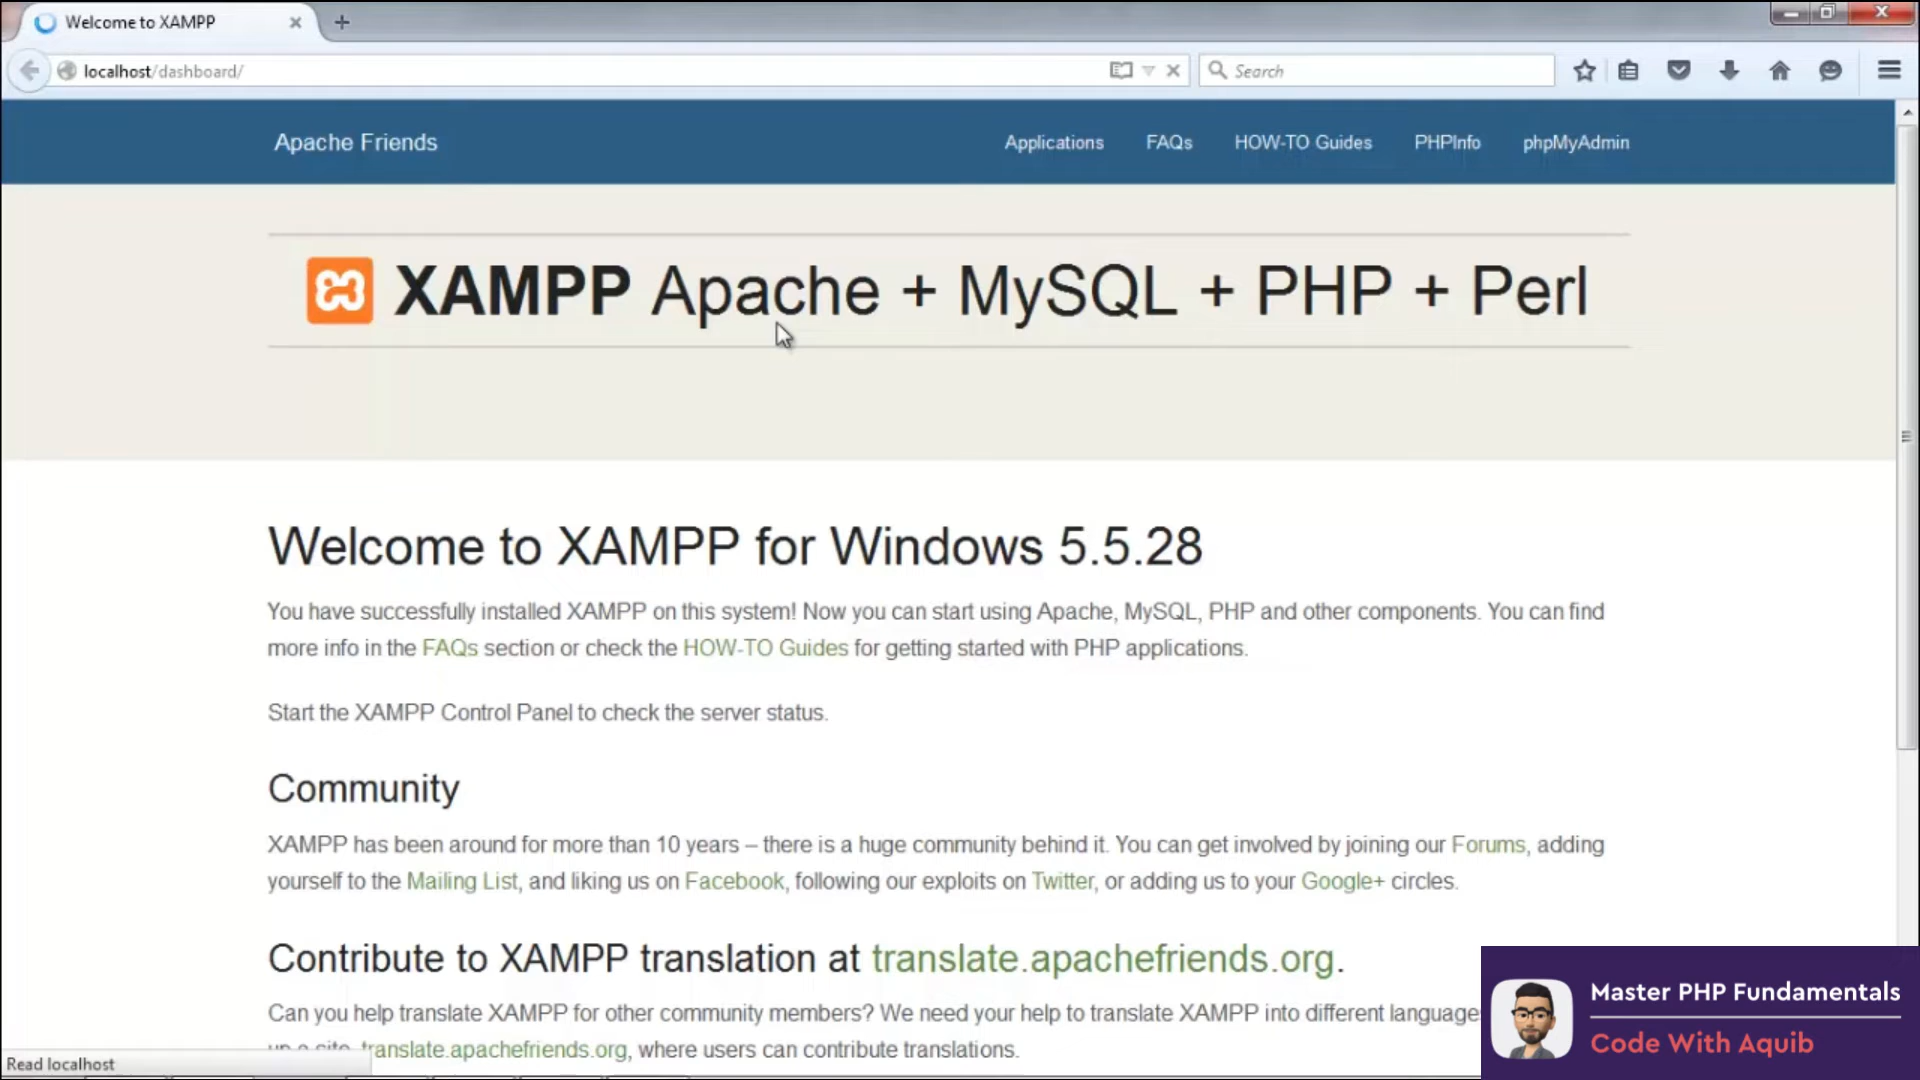 Welcome to XAMPP
localhost/dashboard/
Search
Apache Friends
Applications
FAQs
HOW-TO Guides
PHPInfo
phpMyAdmin
XAMPP Apache + MySQL + PHP + Perl
Welcome to XAMPP for Windows 5.5.28
You have successfully installed XAMPP on this system! Now you can start using Apache, MySQL, PHP and other components. You can find
more info in the FAQs section or check the HOW-TO Guides for getting started with PHP applications.
Start the XAMPP Control Panel to check the server status.
Community
XAMPP has been around for more than 10 years – there is a huge community behind it. You can get involved by joining our Forums, adding
yourself to the Mailing List, and liking us on Facebook, following our exploits on Twitter, or adding us to your Google+ circles.
Contribute to XAMPP translation at translate.apachefriends.org.
Can you help translate XAMPP for other community members? We need your help to translate XAMPP into different language
translate.apachefriends.org, where users can contribute translations.
Read localhost
Master PHP Fundamentals
Code With Aquib